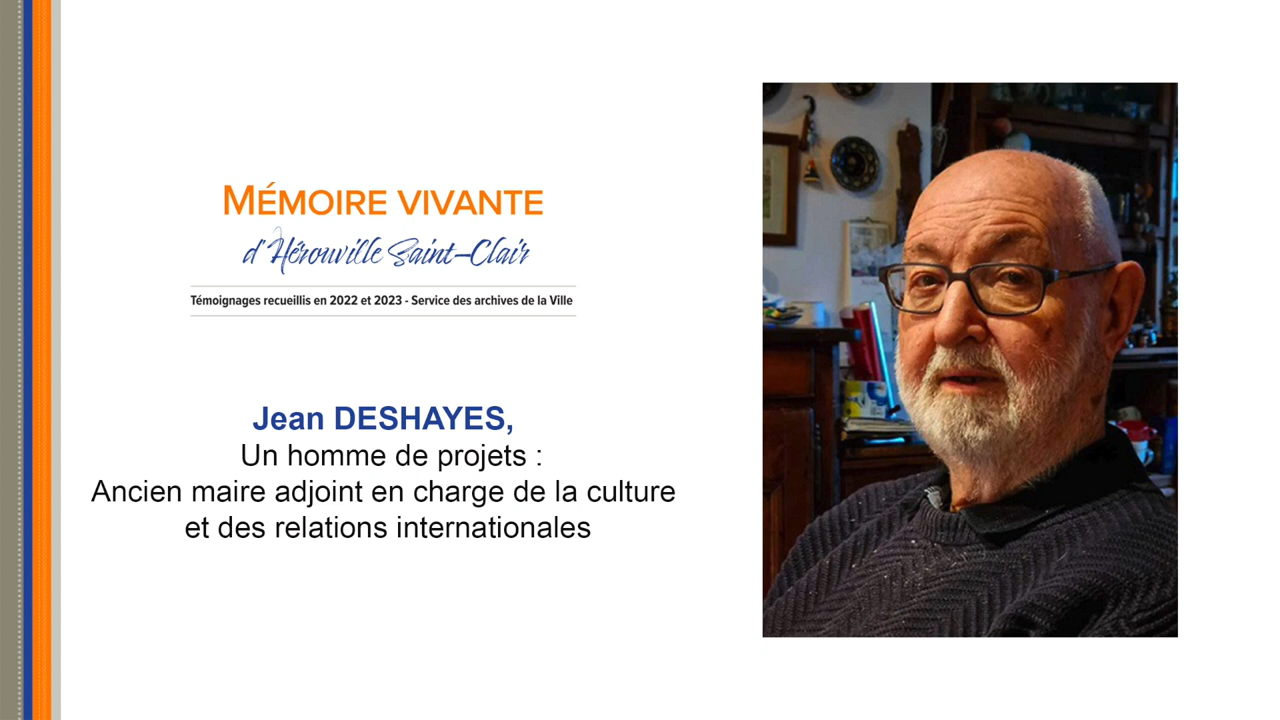 MÉMOIRE VIVANTE
d'Hérouville Saint-Clair
Témoignages recueillis en 2022 et 2023 - Service des archives de la Ville
Jean DESHAYES,
Un homme de projets :
Ancien maire adjoint en charge de la culture
et des relations internationales